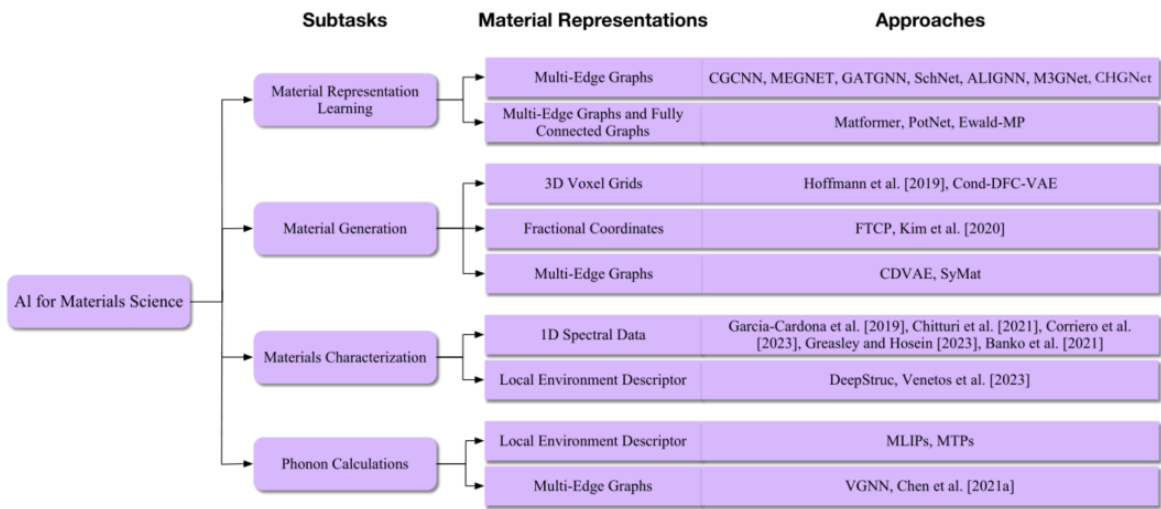 Subtasks
Material Representations
Approaches
AI for Materials Science
Material Representation
Learning
Multi-Edge Graphs
CGCNN, MEGNET, GATGNN, SchNet, ALIGNN, M3GNet, CHGNet
Multi-Edge Graphs and Fully
Connected Graphs
Matformer, PotNet, Ewald-MP
Material Generation
3D Voxel Grids
Hoffmann et al. [2019], Cond-DFC-VAE
Fractional Coordinates
FTCP, Kim et al. [2020]
Multi-Edge Graphs
CDVAE, SyMat
Materials Characterization
1D Spectral Data
Garcia-Cardona et al. [2019], Chitturi et al. [2021], Corriero et al.
[2023], Greasley and Hosein [2023], Banko et al. [2021]
Local Environment Descriptor
DeepStruc, Venetos et al. [2023]
Phonon Calculations
Local Environment Descriptor
MLIPs, MTPs
Multi-Edge Graphs
VGNN, Chen et al. [2021a]